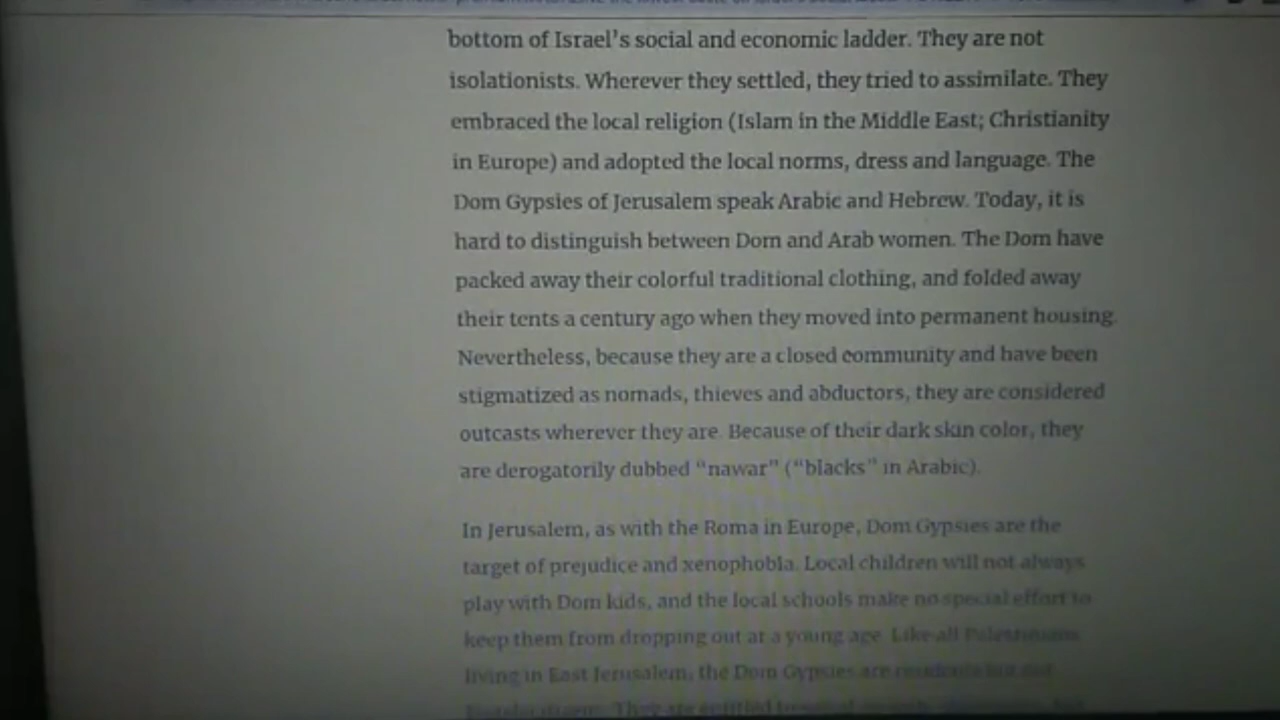 bottom of Israel's social and economic ladder. They are not
isolationists. Wherever they settled, they tried to assimilate. They
embraced the local religion (Islam in the Middle East; Christianity
in Europe) and adopted the local norms, dress and language. The
Dom Gypsies of Jerusalem speak Arabic and Hebrew. Today, it is
hard to distinguish between Dom and Arab women. The Dom have
packed away their colorful traditional clothing, and folded away
their tents a century ago when they moved into permanent housing.
Nevertheless, because they are a closed community and have been
stigmatized as nomads, thieves and abductors, they are considered
outcasts wherever they are. Because of their dark skin color, they
are derogatorily dubbed “nawar” (“blacks” in Arabic).
In Jerusalem, as with the Roma in Europe, Dom Gypsies are the
target of prejudice and xenophobia. Local children will not always
play with Dom kids, and the local schools make no special effort to
keep them from dropping out at a young age. Like all Palestinians
living in East Jerusalem, the Dom Gypsies are residents but not
They are entitled